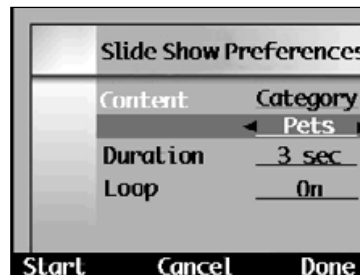 Slide Show Preferences
Content Category
Pets
Duration 3 sec
Loop On
Start Cancel Done